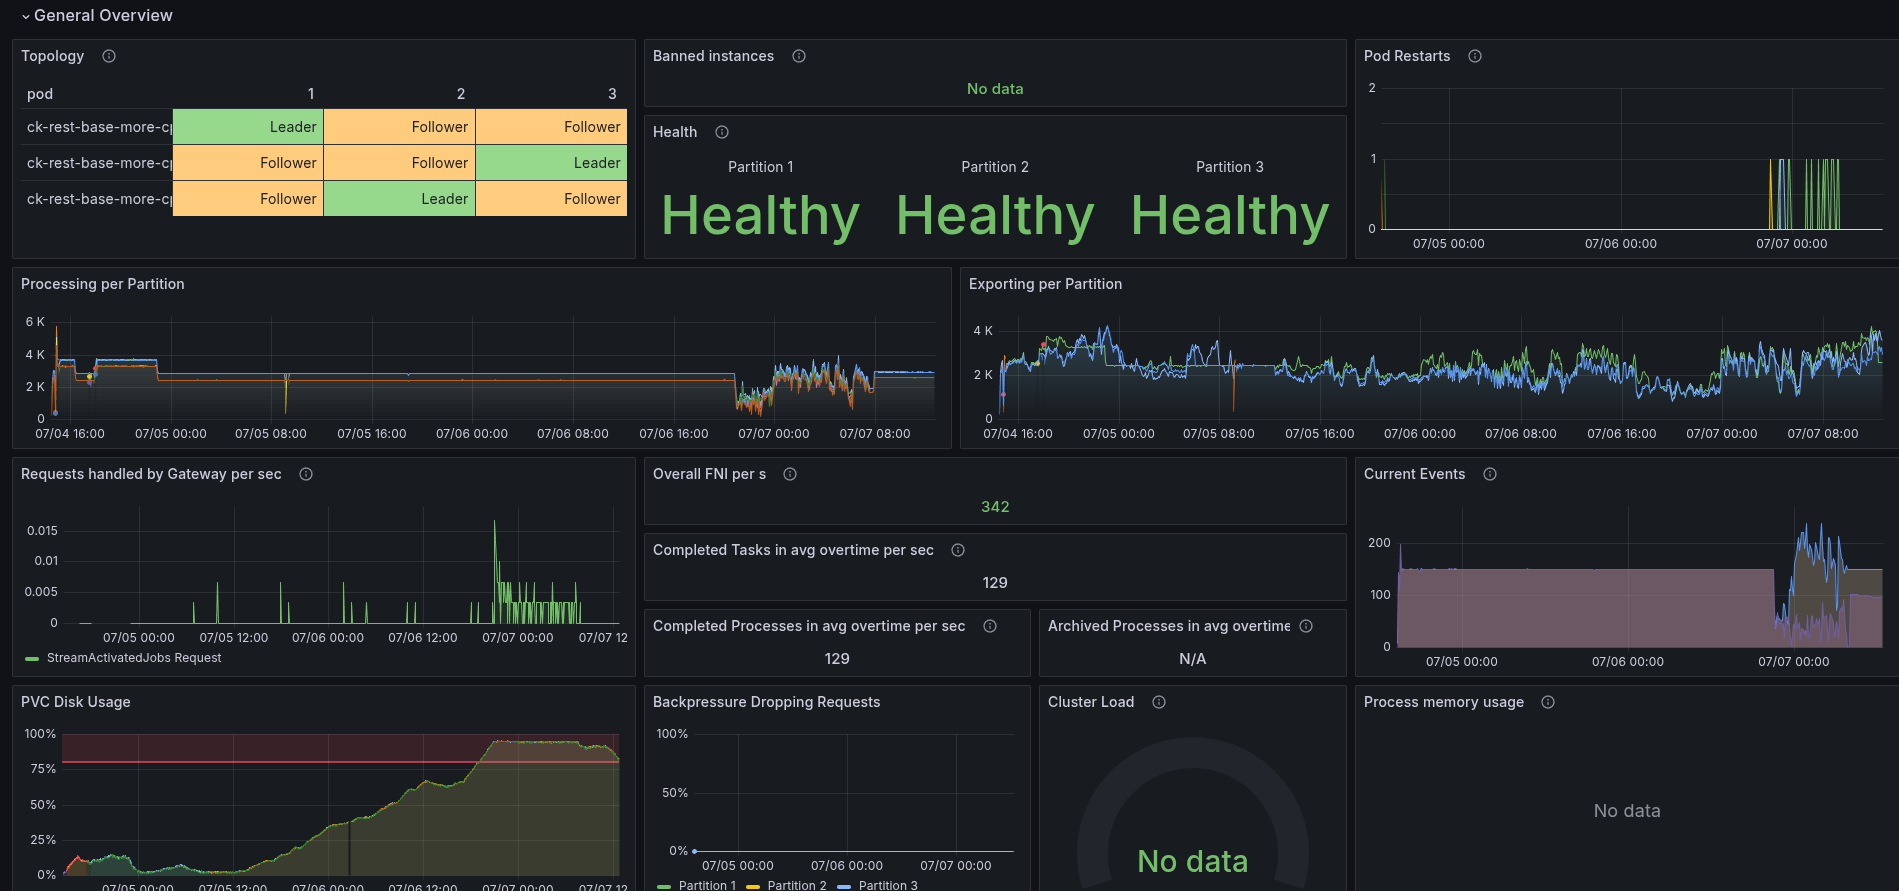 General Overview
Topology
pod 1 2 3
ck-rest-base-more-cp Leader Follower Follower
ck-rest-base-more-cp Follower Follower Leader
ck-rest-base-more-cp Follower Leader Follower
Banned instances
No data
Health
Partition 1 Partition 2 Partition 3
Healthy Healthy Healthy
Pod Restarts
2
1
0
07/05 00:00 07/06 00:00 07/07 00:00
Processing per Partition
6 K
4 K
2 K
0
07/04 16:00 07/05 00:00 07/05 08:00 07/05 16:00 07/06 00:00 07/06 08:00 07/06 16:00 07/07 00:00 07/07 08:00
Exporting per Partition
4 K
2 K
0
07/04 16:00 07/05 00:00 07/05 08:00 07/05 16:00 07/06 00:00 07/06 08:00 07/06 16:00 07/07 00:00 07/07 08:00
Requests handled by Gateway per sec
0.015
0.01
0.005
0
07/05 00:00 07/05 12:00 07/06 00:00 07/06 12:00 07/07 00:00 07/07 12
StreamActivatedJobs Request
Overall FNI per s
342
Completed Tasks in avg overtime per sec
129
Completed Processes in avg overtime per sec
129
Archived Processes in avg overtime
N/A
Current Events
200
100
0
07/05 00:00 07/06 00:00 07/07 00:00
PVC Disk Usage
100%
75%
50%
25%
0%
07/05 00:00 07/05 12:00 07/06 00:00 07/06 12:00 07/07 00:00 07/07 12
Backpressure Dropping Requests
100%
50%
0%
07/05 00:00 07/06 00:00 07/07 00:00
Partition 1 Partition 2 Partition 3
Cluster Load
No data
Process memory usage
No data